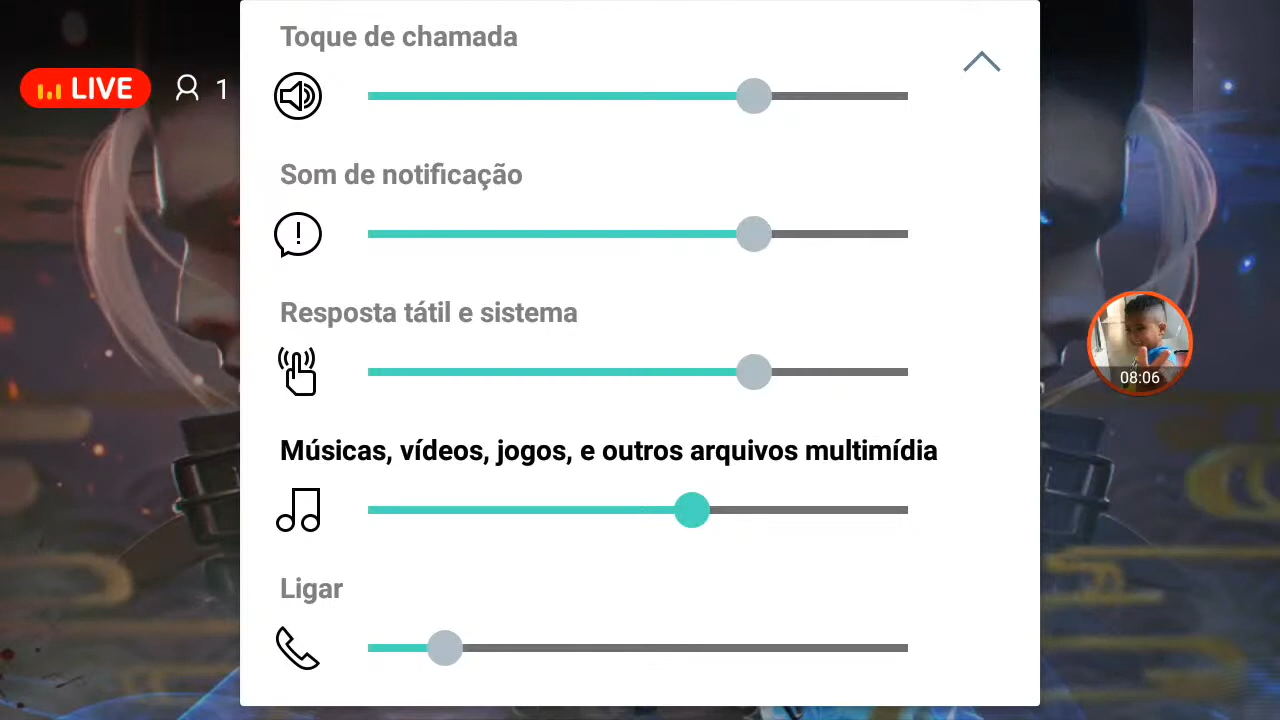 Toque de chamada
LIVE
1
Som de notificação
Resposta tátil e sistema
08:06
Músicas, vídeos, jogos, e outros arquivos multimídia
Ligar